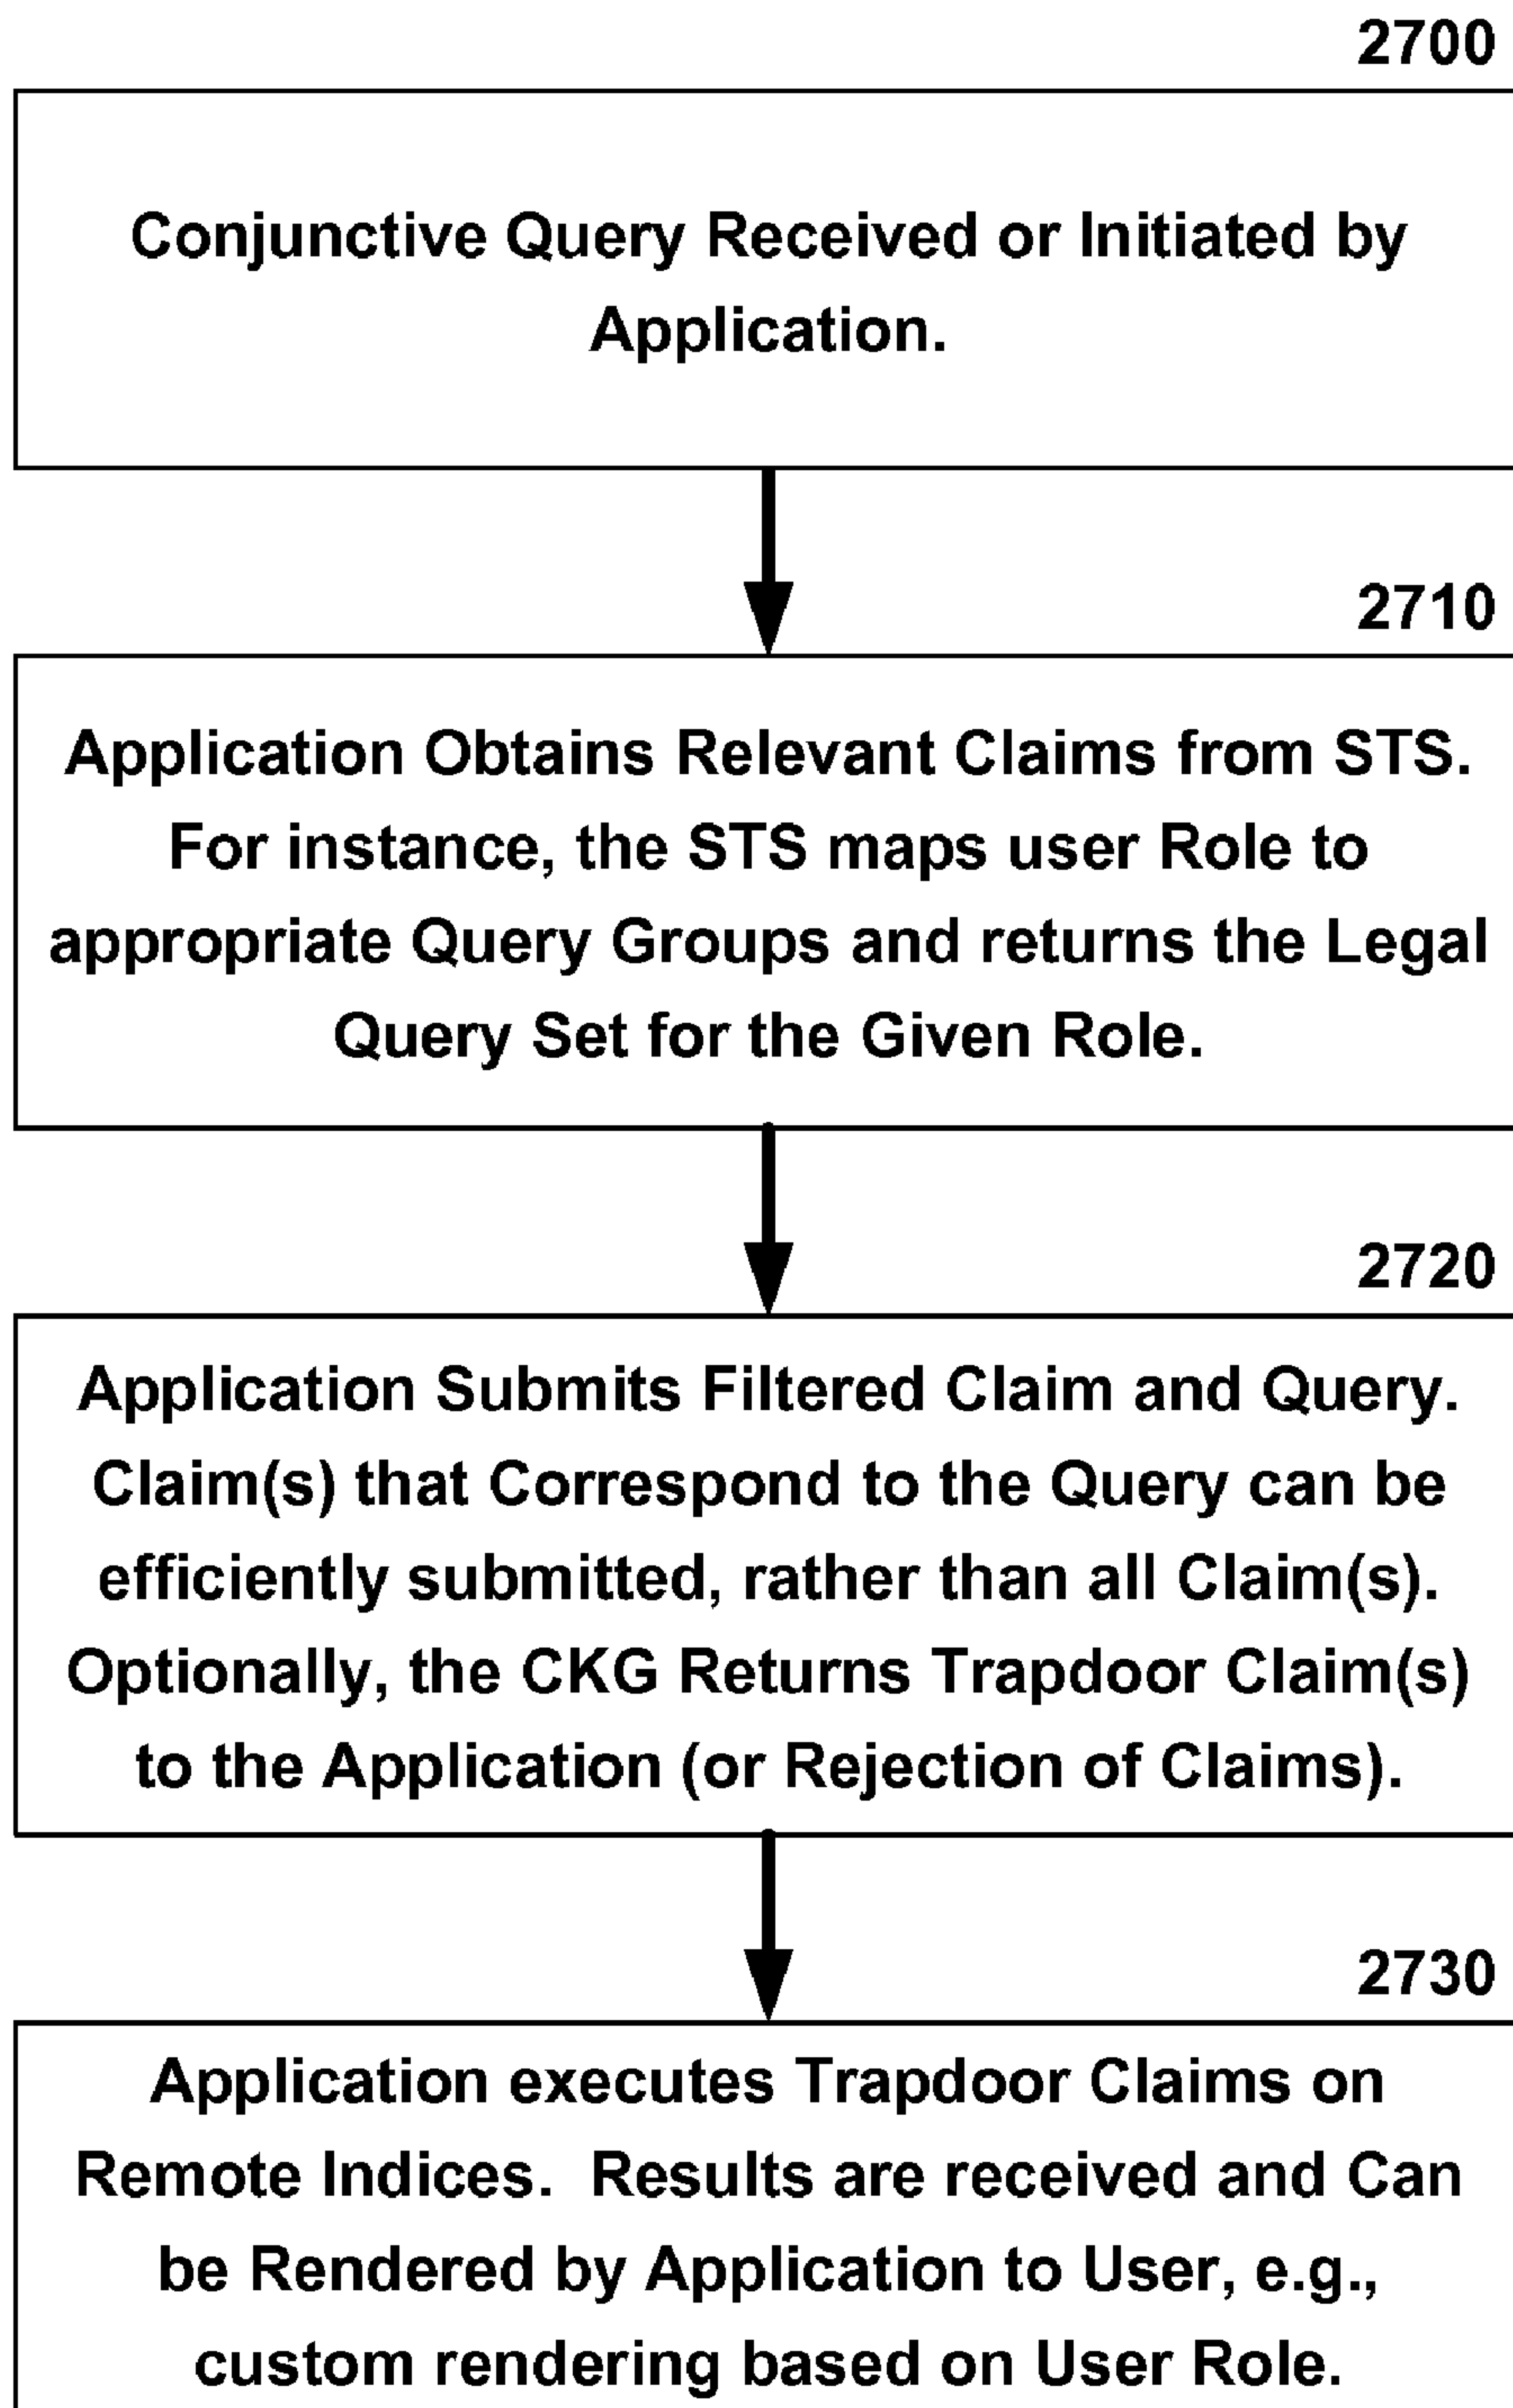 2700
Conjunctive Query Received or Initiated by
Application.
2710
Application Obtains Relevant Claims from STS.
For instance, the STS maps user Role to
appropriate Query Groups and returns the Legal
Query Set for the Given Role.
2720
Application Submits Filtered Claim and Query.
Claim(s) that Correspond to the Query can be
efficiently submitted, rather than all Claim(s).
Optionally, the CKG Returns Trapdoor Claim(s)
to the Application (or Rejection of Claims).
2730
Application executes Trapdoor Claims on
Remote Indices.  Results are received and Can
be Rendered by Application to User, e.g.,
custom rendering based on User Role.